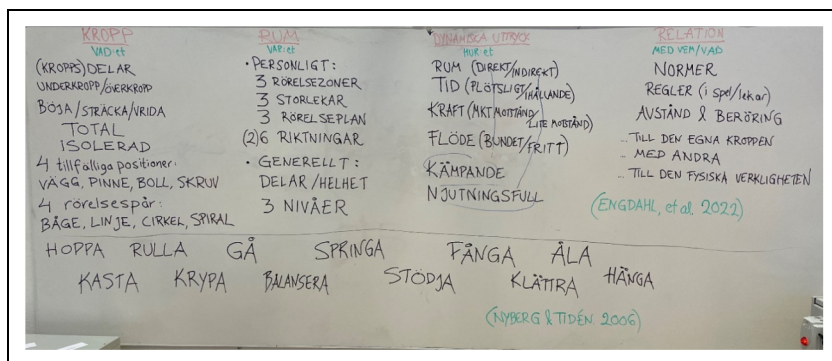 KROPP
VAD·et
(KROPPS)DELAR
UNDERKROPP/ÖVERKROPP
BÖJA/STRÄCKA/VRIDA
TOTAL
ISOLERAD
4 tillfälliga positioner:
VÄGG, PINNE, BOLL, SKRUV
4 rörelsespår:
BÅGE, LINJE, CIRKEL, SPIRAL
RUM
VAR·et
• PERSONLIGT:
3 RÖRELSEZONER
3 STORLEKAR
3 RÖRELSEPLAN
(2)6 RIKTNINGAR
• GENERELLT:
DELAR/HELHET
3 NIVÅER
DYNAMISKA UTTRYCK
HUR·et
RUM (DIREKT/INDIREKT)
TID (PLÖTSLIGT/IHÅLLANDE)
KRAFT (MKT MOTSTÅND/
LITE MOTSTÅND)
FLÖDE (BUNDET/FRITT)
KÄMPANDE
NJUTNINGSFULL
RELATION
MED VEM/VAD
NORMER
REGLER (i spel/lekar)
AVSTÅND & BERÖRING
...TILL DEN EGNA KROPPEN
... MED ANDRA
... TILL DEN FYSISKA VERKLIGHETEN
(ENGDAHL, et al. 2022)
HOPPA RULLA GÅ SPRINGA FÅNGA ÅLA
KASTA KRYPA BALANSERA STÖDJA KLÄTTRA HÄNGA
(NYBERG & TIDÉN 2006)